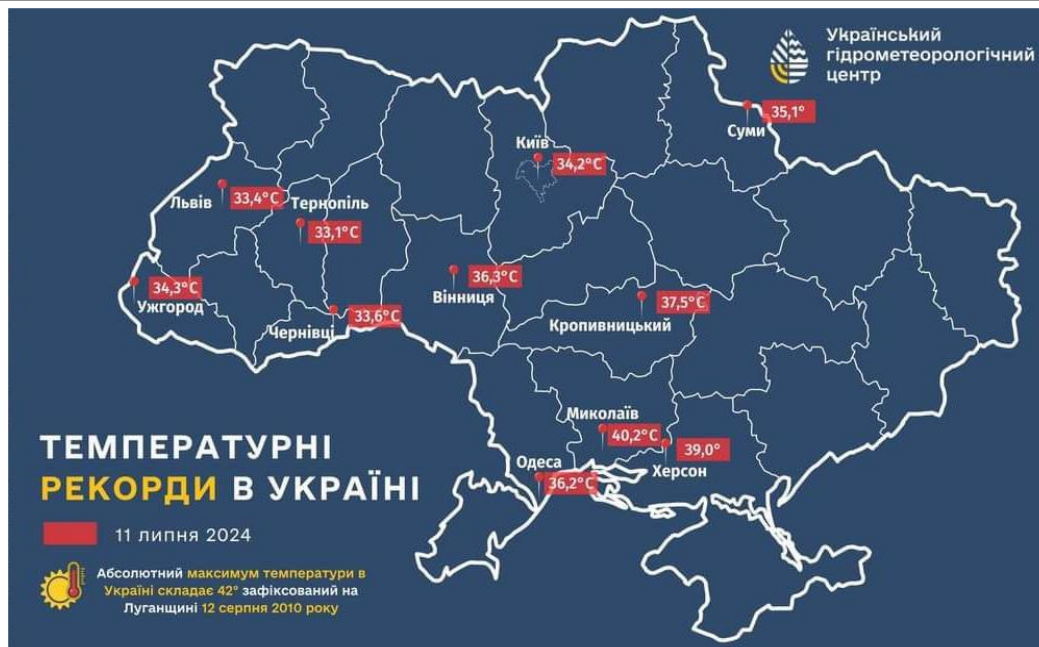 Український
гідрометеорологічний
центр
35,1°
Суми
Київ
34,2°C
Львів
33,4°C
Тернопіль
33,1°C
34,3°C
Ужгород
36,3°C
Вінниця
Чернівці
33,6°C
37,5°C
Кропивницький
Миколаїв
40,2°C
39,0°
Херсон
Одеса
36,2°C
ТЕМПЕРАТУРНІ
РЕКОРДИ В УКРАЇНІ
11 липня 2024
Абсолютний максимум температури в
Україні складає 42° зафіксований на
Луганщині 12 серпня 2010 року